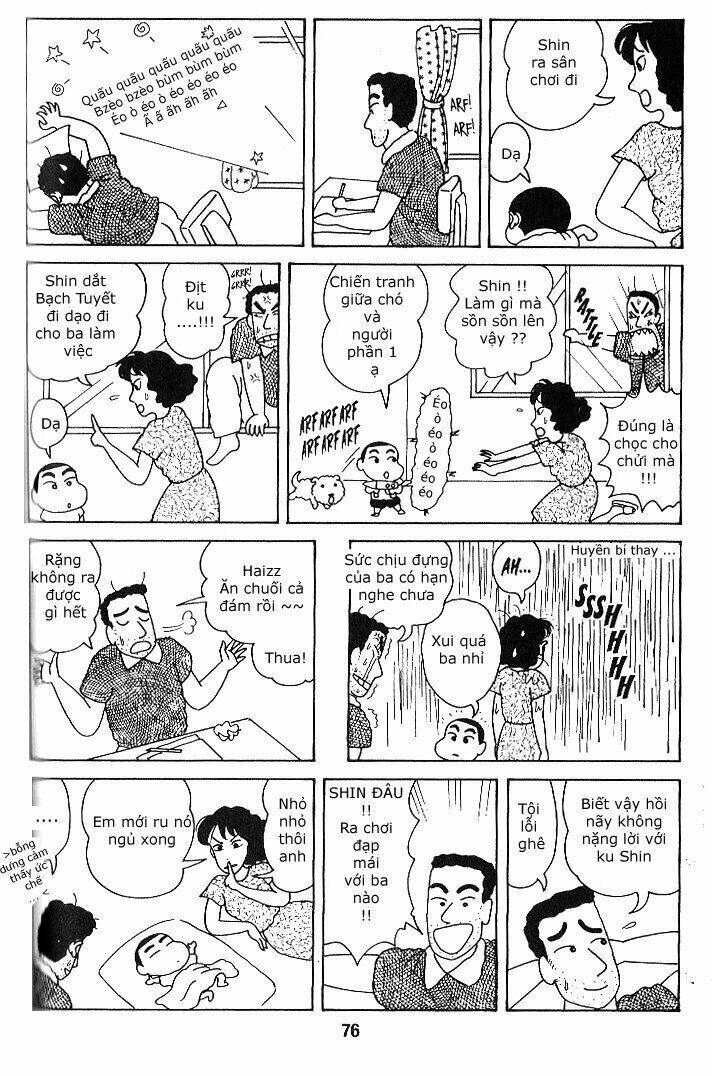 Quẫu quẫu quẫu quẫu quẫu
Bzèo bzèo bùm bùm bùm
Éo ò éo ò éo éo éo éo
Ã ã ãh ãh ãh
ARF!
ARF!
Shin
ra sân
chơi đi
Dạ
Shin dắt
Bạch Tuyết
đi dạo đi
cho ba làm
việc
Dạ
Địt
ku
....!!!
GRRR!
GRRR!
Chiến tranh
giữa chó
và
người
phần 1
ạ
ARF ARF ARF
ARF ARF ARF
Éo
ò
éo
ò
éo
éo
éo
Shin !!
Làm gì mà
sồn sồn lên
vậy ??
RATTLE
Đúng là
chọc cho
chửi mà
!!!
Rặng
không ra
được
gì hết
Haizz
Ăn chuối cả
đám rồi ~~
Thua!
Sức chịu đựng
của ba có hạn
nghe chưa
Xui quá
ba nhỉ
AH...
Huyền bí thay ...
SSSHHHHH
....
>bỗng
dưng cảm
thấy ức
chế
...<
Em mới ru nó
ngủ xong
Nhỏ
nhỏ
thôi
anh
SHIN ĐÂU
!!
Ra chơi
đạp
mái
với ba
nào
!!
Tội
lỗi
ghê
Biết vậy hồi
nãy không
nặng lời với
ku Shin
76